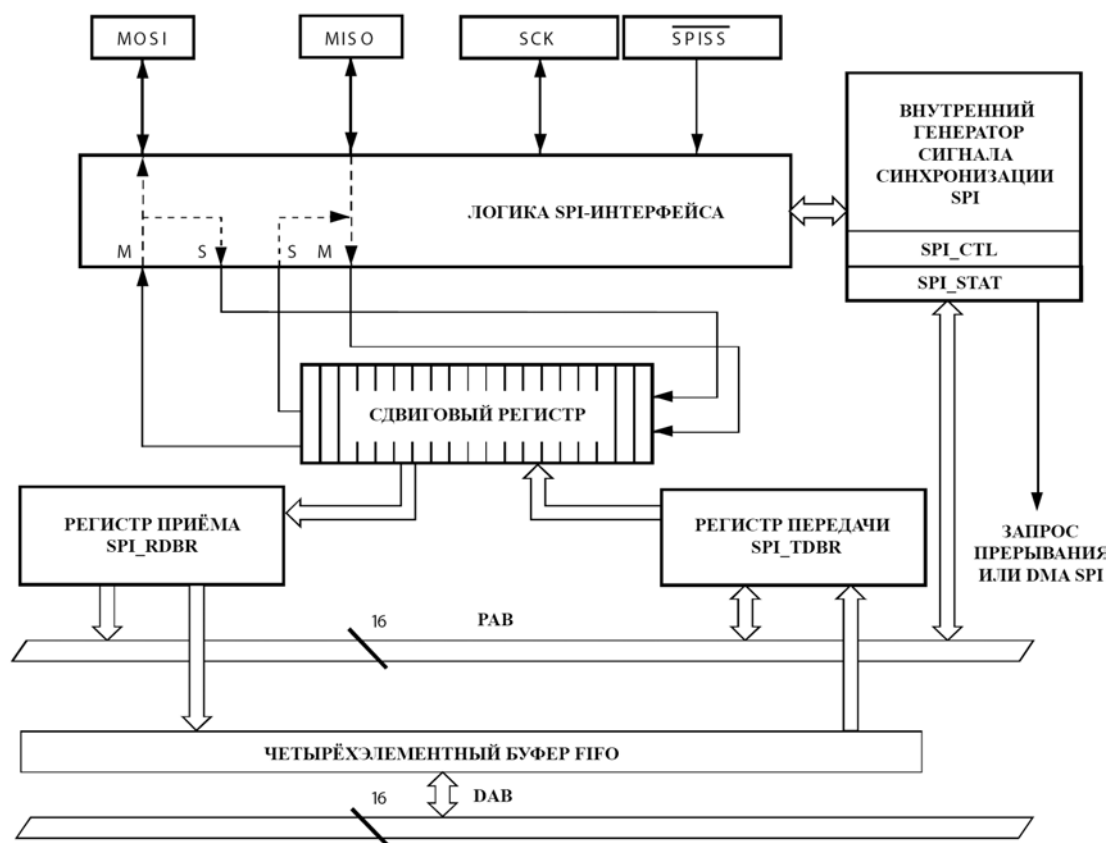 MOSI
MISO
SCK
SPISS
ВНУТРЕННИЙ
ГЕНЕРАТОР
СИГНАЛА
СИНХРОНИЗАЦИИ
SPI
ЛОГИКА SPI-ИНТЕРФЕЙСА
M
S
S
M
SPI_CTL
SPI_STAT
СДВИГОВЫЙ РЕГИСТР
РЕГИСТР ПРИЁМА
SPI_RDBR
РЕГИСТР ПЕРЕДАЧИ
SPI_TDBR
ЗАПРОС
ПРЕРЫВАНИЯ
ИЛИ DMA SPI
16
PAB
ЧЕТЫРЁХЭЛЕМЕНТНЫЙ БУФЕР FIFO
16
DAB